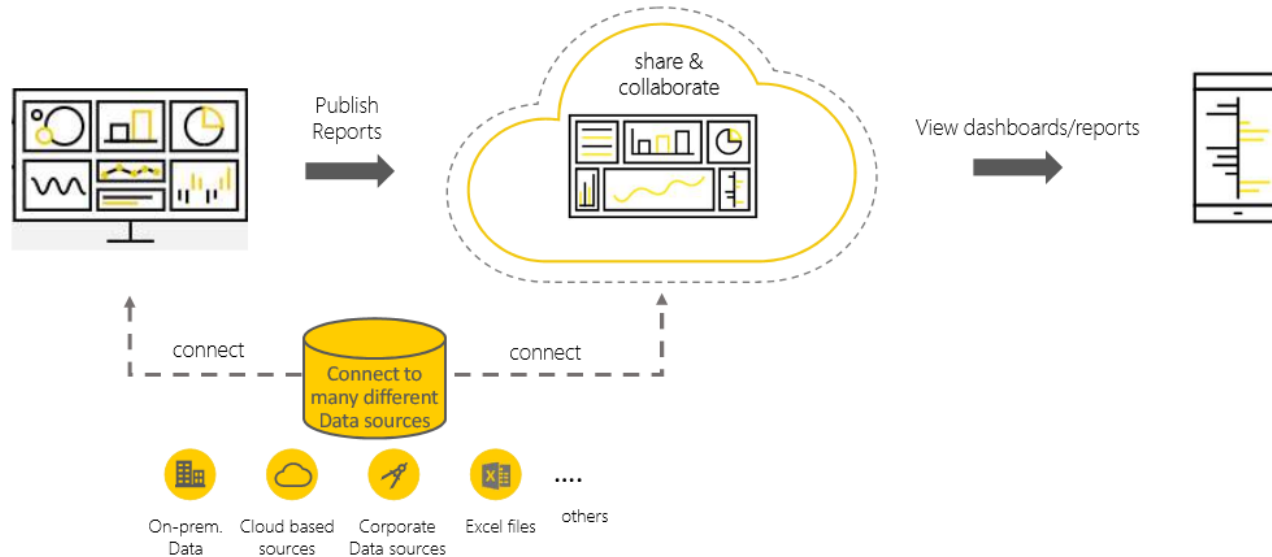 share &
collaborate
Publish
Reports
View dashboards/reports
connect
connect
Connect to
many different
Data sources
....
On-prem.
Data
Cloud based
sources
Corporate
Data sources
Excel files
others
X